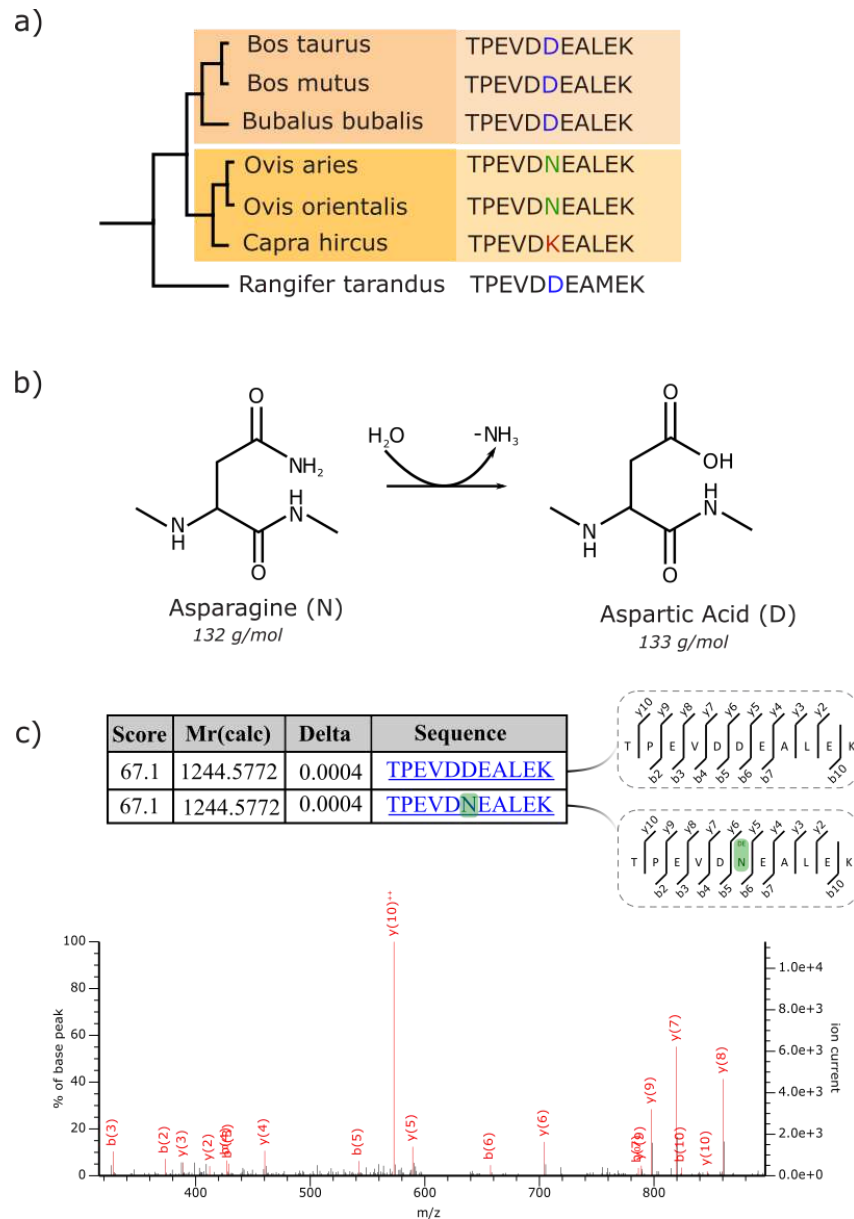 a)
Bos taurus TPEVDDEALEK
Bos mutus TPEVDDEALEK
Bubalus bubalis TPEVDDEALEK
Ovis aries TPEVDNEALEK
Ovis orientalis TPEVDNEALEK
Capra hircus TPEVDKEALEK
Rangifer tarandus TPEVDDEAMEK
b)
O
NH2
H
N
N
H
O
H2O -NH3
O
OH
H
N
N
H
O
Asparagine (N)
132 g/mol
Aspartic Acid (D)
133 g/mol
c)
Score Mr(calc) Delta Sequence
67.1 1244.5772 0.0004 TPEVDDEALEK
67.1 1244.5772 0.0004 TPEVDNEALEK
y10 y9 y8 y7 y6 y5 y4 y3 y2
T P E V D D E A L E K
b2 b3 b4 b5 b6 b7 b10
y10 y9 y8 y7 y6 y5 y4 y3 y2
DE
T P E V D N E A L E K
b2 b3 b4 b5 b6 b7 b10
% of base peak
100
80
60
40
20
0
b(3) b(2) y(3) y(2) y(4) b(5) y(10)++ y(5) b(6) y(6) y(9) y(7) b(10) y(10) y(8)
400 500 600 700 800
m/z
1.0e+4
8.0e+3
6.0e+3
4.0e+3
2.0e+3
0.0e+0
ion current